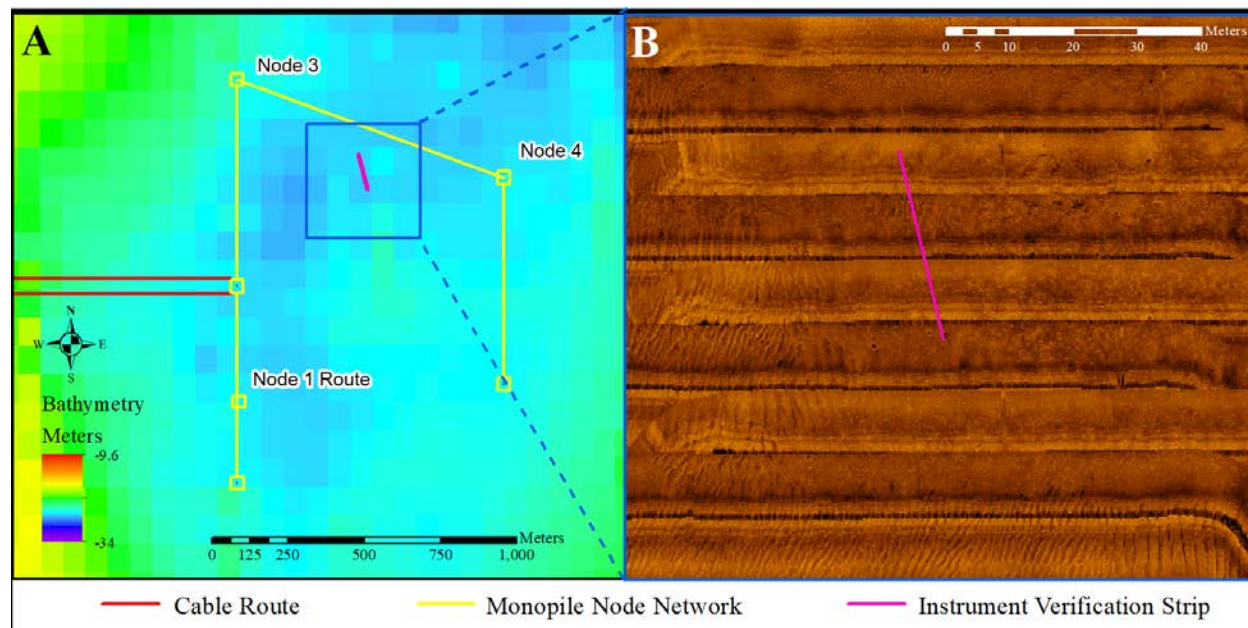 A
B
Node 3
Node 4
Node 1 Route
N
W E
S
Bathymetry
Meters
-9.6
-34
Meters
0 125 250 500 750 1,000
Meters
0 5 10 20 30 40
Cable Route
Monopile Node Network
Instrument Verification Strip